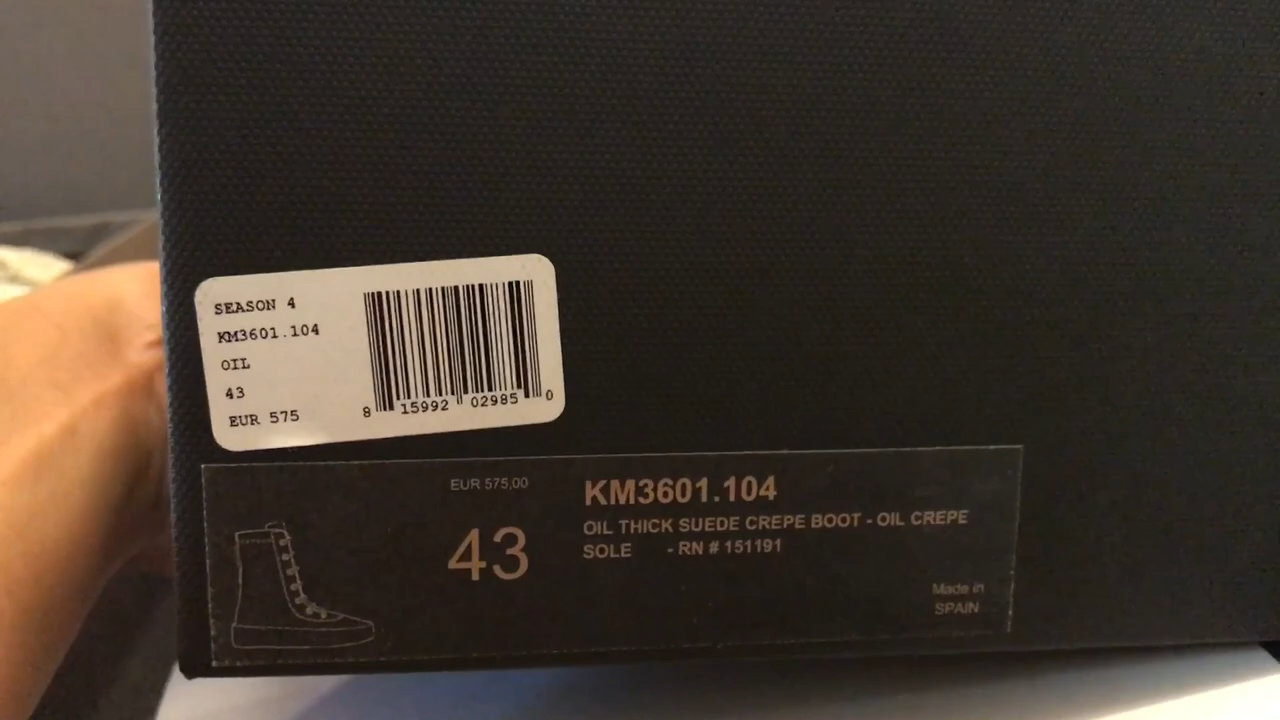 SEASON 4
KM3601.104
OIL
43
EUR 575
8 15992 02985 0
EUR 575,00
43
KM3601.104
OIL THICK SUEDE CREPE BOOT - OIL CREPE
SOLE - RN # 151191
Made in
SPAIN